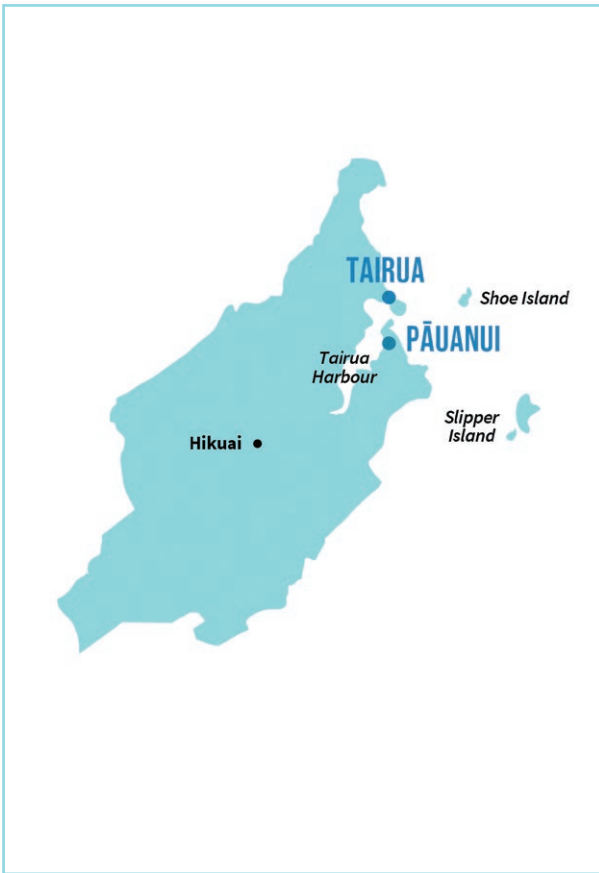 TAIRUA
Shoe Island
PĀUANUI
Tairua
Harbour
Slipper
Island
Hikuai